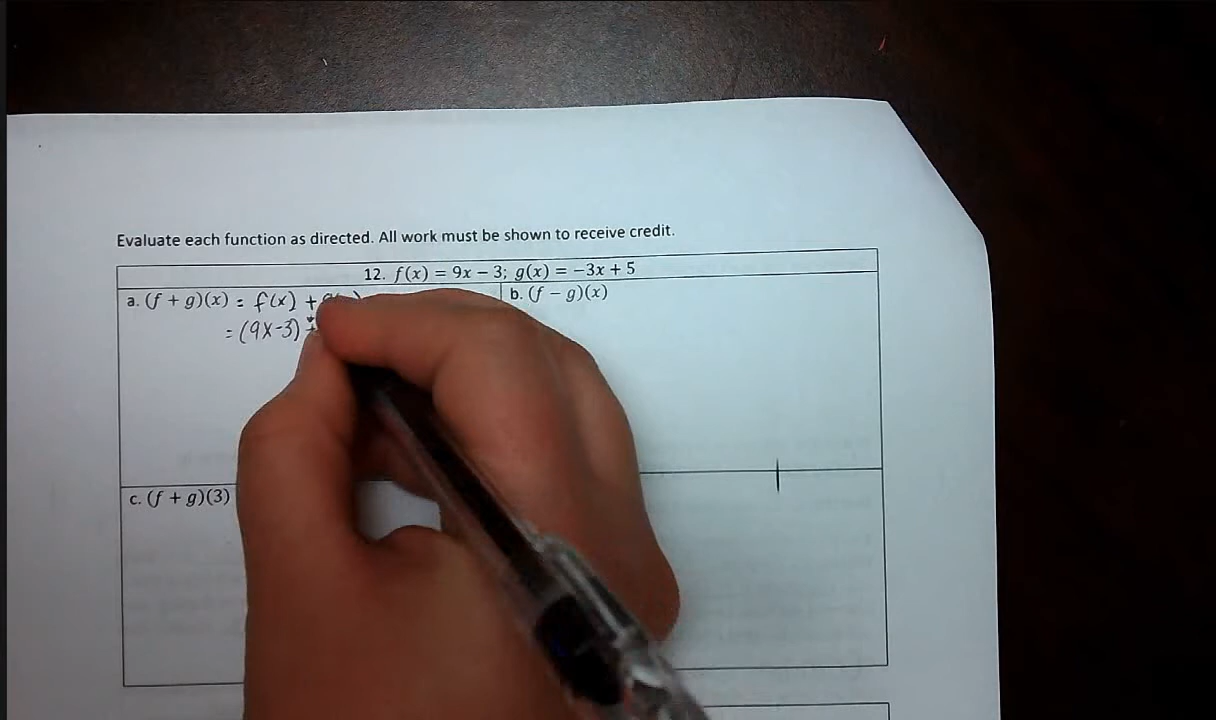 Evaluate each function as directed. All work must be shown to receive credit.
12. f(x) = 9x − 3; g(x) = −3x + 5
a. (f + g)(x) = f(x) +
b. (f − g)(x)
= (9x-3) +
c. (f + g)(3)